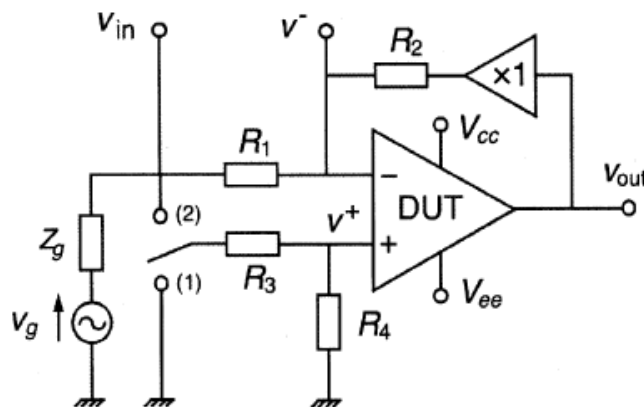 v_in
v^-
R_2
×1
R_1
V_cc
−
DUT
v_out
(2)
Z_g
v^+
+
(1)
R_3
v_g
R_4
V_ee